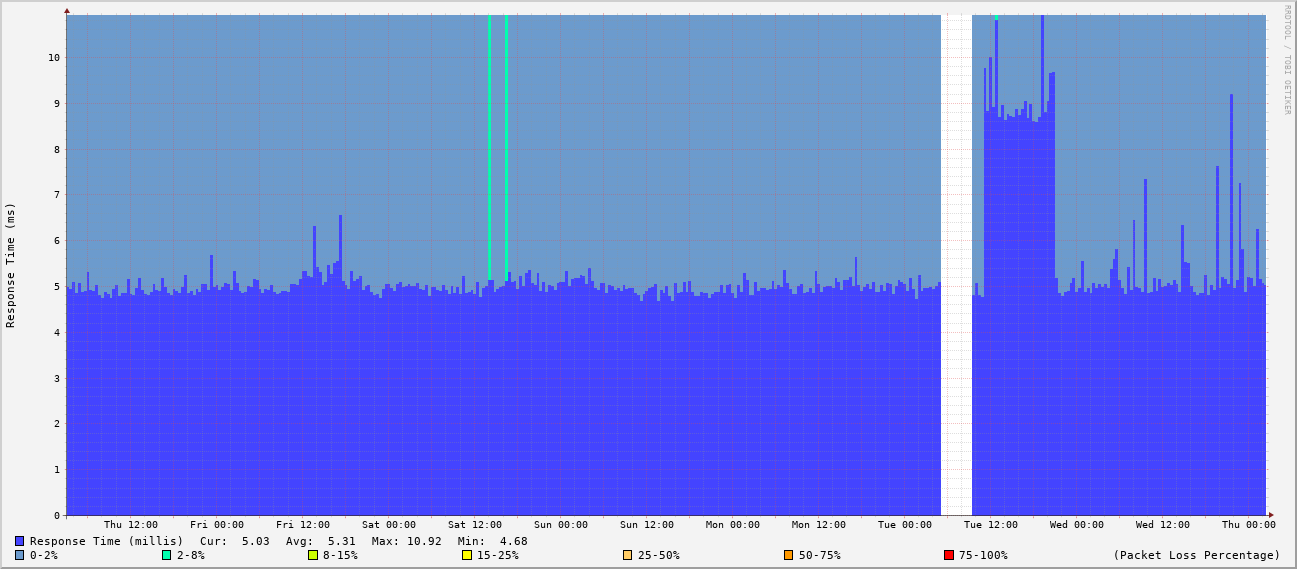 RRDTOOL / TOBI OETIKER
Response Time (ms)
10
9
8
7
6
5
4
3
2
1
0
Thu 12:00 Fri 00:00 Fri 12:00 Sat 00:00 Sat 12:00 Sun 00:00 Sun 12:00 Mon 00:00 Mon 12:00 Tue 00:00 Tue 12:00 Wed 00:00 Wed 12:00 Thu 00:00
Response Time (millis) Cur: 5.03 Avg: 5.31 Max: 10.92 Min: 4.68
0-2% 2-8% 8-15% 15-25% 25-50% 50-75% 75-100% (Packet Loss Percentage)